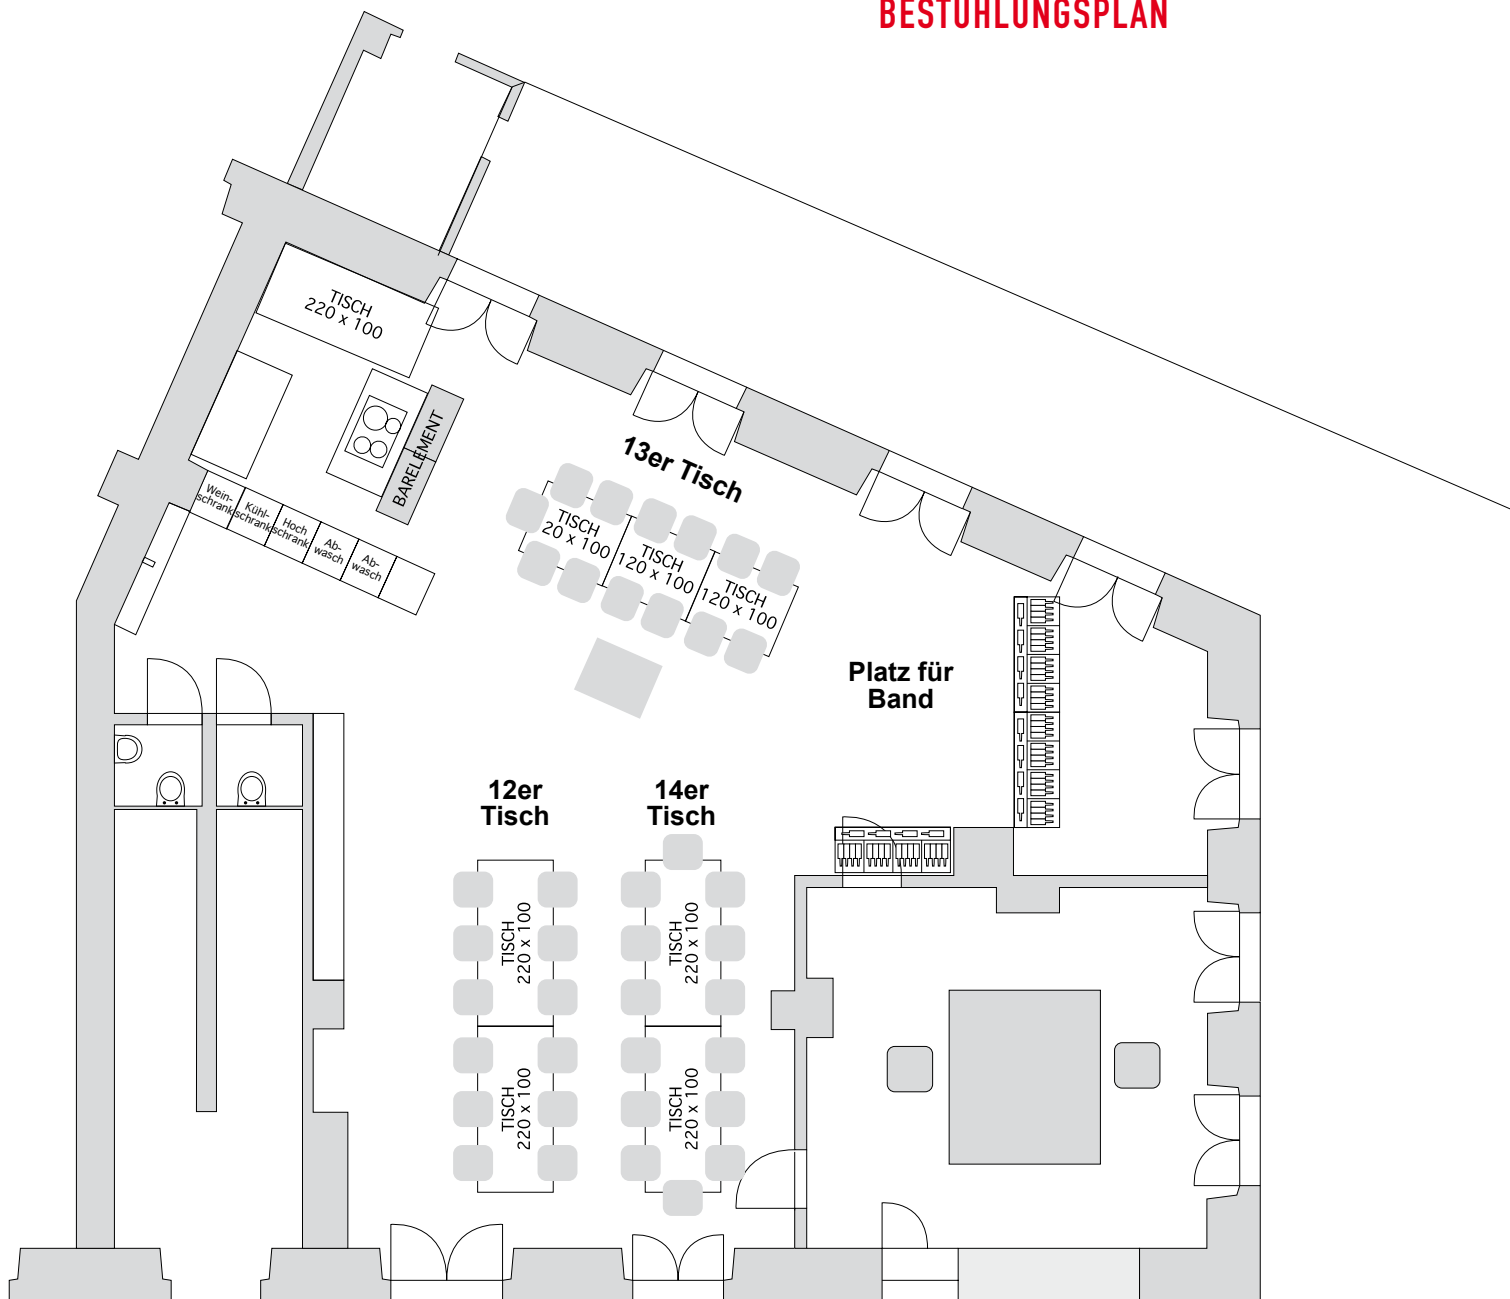 BESTUHLUNGSPLAN
TISCH
220 x 100
BARELEMENT
13er Tisch
Wein-
schrank
Kühl-
schrank
Hoch
schrank
Ab-
wasch
Ab-
wasch
TISCH
20 x 100
TISCH
120 x 100
TISCH
120 x 100
Platz für
Band
12er
Tisch
14er
Tisch
TISCH
220 x 100
TISCH
220 x 100
TISCH
220 x 100
TISCH
220 x 100